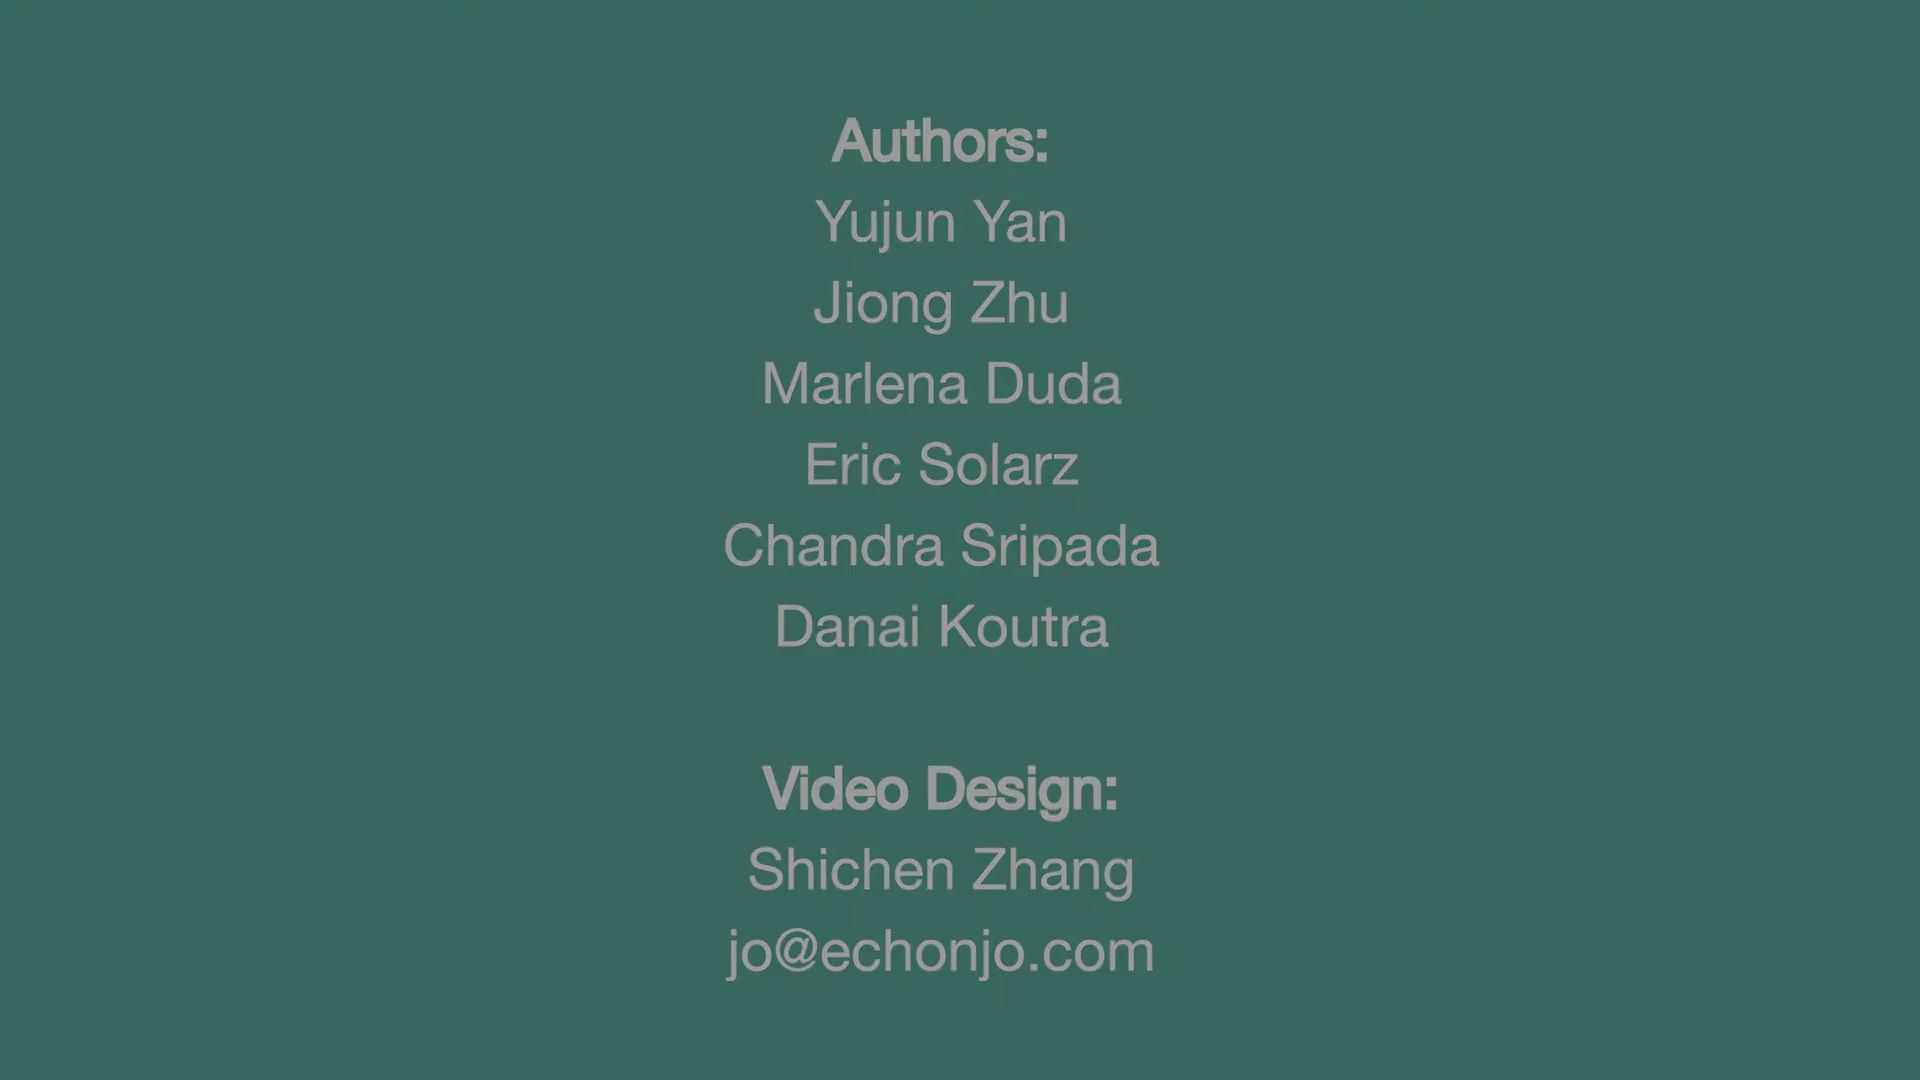 Authors:
Yujun Yan
Jiong Zhu
Marlena Duda
Eric Solarz
Chandra Sripada
Danai Koutra
Video Design:
Shichen Zhang
jo@echonjo.com